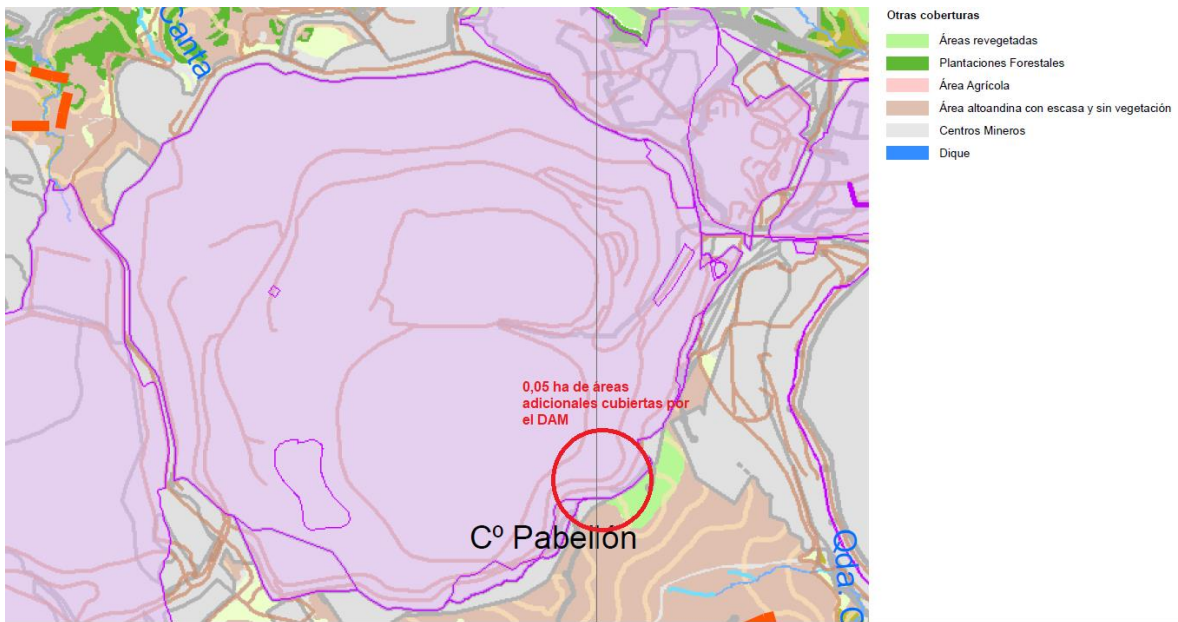 Canta
0,05 ha de áreas
adicionales cubiertas por
el DAM
Cº Pabellón
Qda. C
Otras coberturas
Áreas revegetadas
Plantaciones Forestales
Área Agrícola
Área altoandina con escasa y sin vegetación
Centros Mineros
Dique